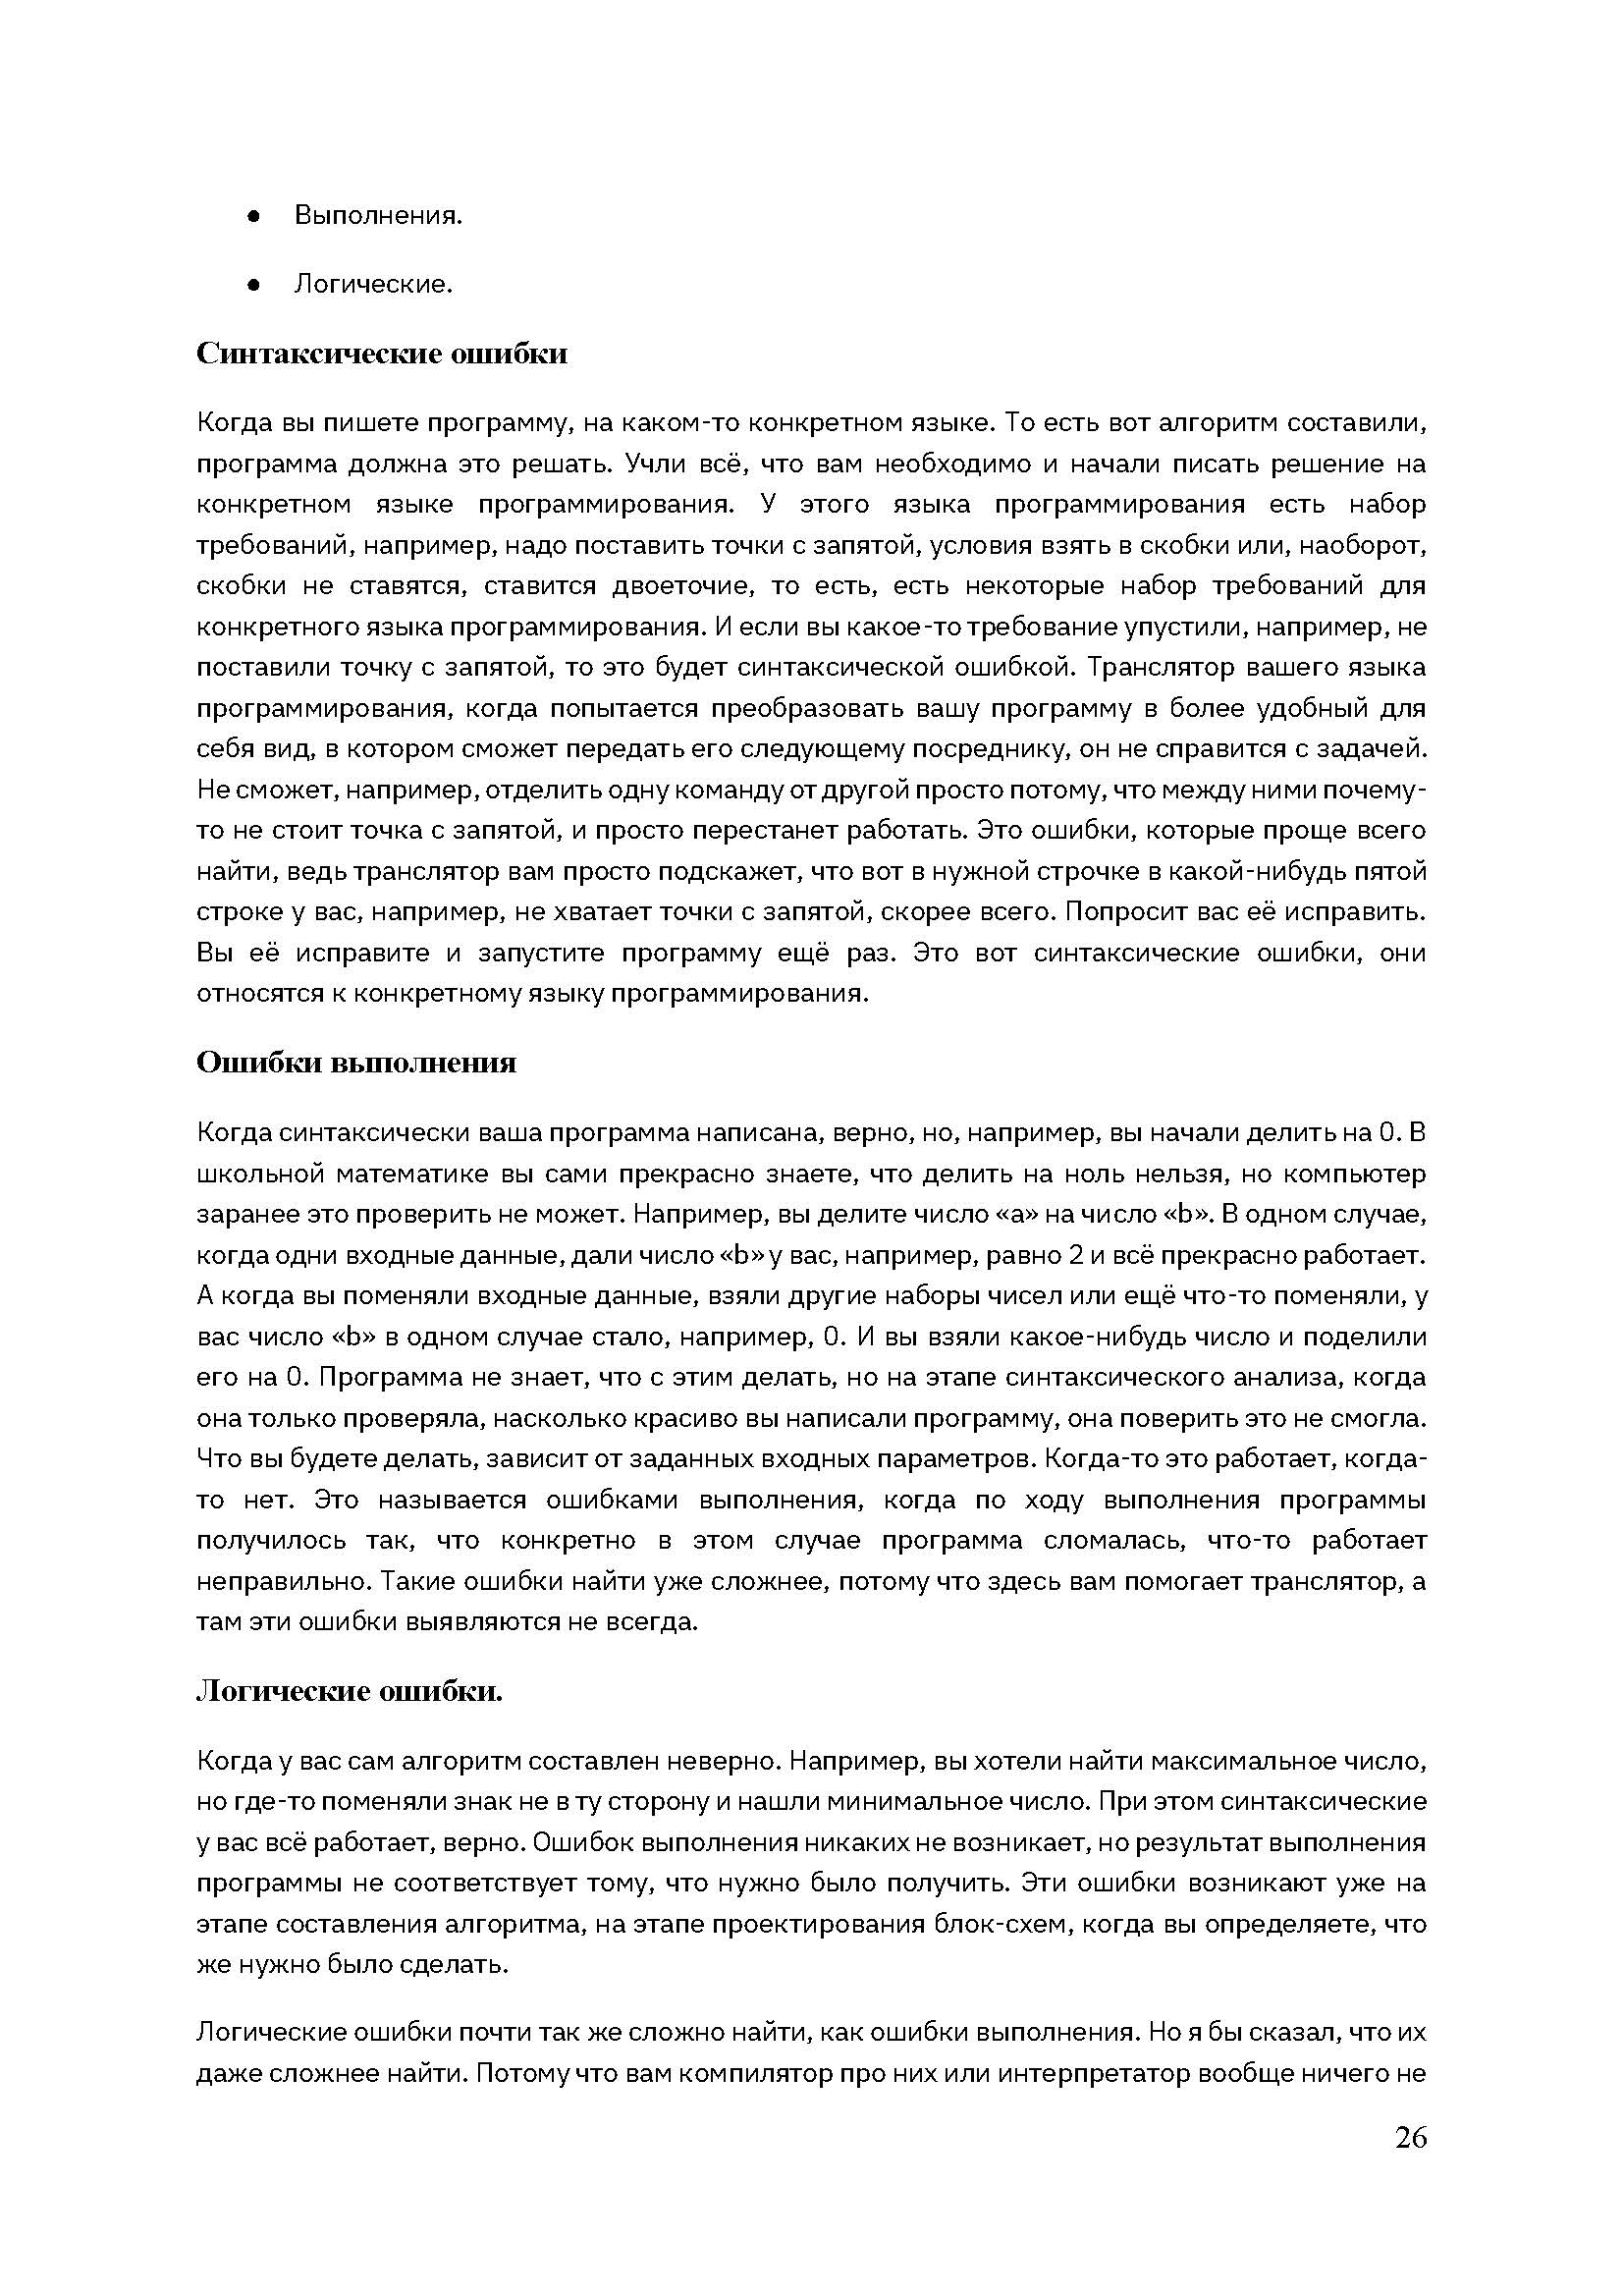 ● Выполнения.
● Логические.
Синтаксические ошибки
Когда вы пишете программу, на каком-то конкретном языке. То есть вот алгоритм составили,
программа должна это решать. Учли всё, что вам необходимо и начали писать решение на
конкретном языке программирования. У этого языка программирования есть набор
требований, например, надо поставить точки с запятой, условия взять в скобки или, наоборот,
скобки не ставятся, ставится двоеточие, то есть, есть некоторые набор требований для
конкретного языка программирования. И если вы какое-то требование упустили, например, не
поставили точку с запятой, то это будет синтаксической ошибкой. Транслятор вашего языка
программирования, когда попытается преобразовать вашу программу в более удобный для
себя вид, в котором сможет передать его следующему посреднику, он не справится с задачей.
Не сможет, например, отделить одну команду от другой просто потому, что между ними почему-
то не стоит точка с запятой, и просто перестанет работать. Это ошибки, которые проще всего
найти, ведь транслятор вам просто подскажет, что вот в нужной строчке в какой-нибудь пятой
строке у вас, например, не хватает точки с запятой, скорее всего. Попросит вас её исправить.
Вы её исправите и запустите программу ещё раз. Это вот синтаксические ошибки, они
относятся к конкретному языку программирования.
Ошибки выполнения
Когда синтаксически ваша программа написана, верно, но, например, вы начали делить на 0. В
школьной математике вы сами прекрасно знаете, что делить на ноль нельзя, но компьютер
заранее это проверить не может. Например, вы делите число «a» на число «b». В одном случае,
когда одни входные данные, дали число «b» у вас, например, равно 2 и всё прекрасно работает.
А когда вы поменяли входные данные, взяли другие наборы чисел или ещё что-то поменяли, у
вас число «b» в одном случае стало, например, 0. И вы взяли какое-нибудь число и поделили
его на 0. Программа не знает, что с этим делать, но на этапе синтаксического анализа, когда
она только проверяла, насколько красиво вы написали программу, она поверить это не смогла.
Что вы будете делать, зависит от заданных входных параметров. Когда-то это работает, когда-
то нет. Это называется ошибками выполнения, когда по ходу выполнения программы
получилось так, что конкретно в этом случае программа сломалась, что-то работает
неправильно. Такие ошибки найти уже сложнее, потому что здесь вам помогает транслятор, а
там эти ошибки выявляются не всегда.
Логические ошибки.
Когда у вас сам алгоритм составлен неверно. Например, вы хотели найти максимальное число,
но где-то поменяли знак не в ту сторону и нашли минимальное число. При этом синтаксические
у вас всё работает, верно. Ошибок выполнения никаких не возникает, но результат выполнения
программы не соответствует тому, что нужно было получить. Эти ошибки возникают уже на
этапе составления алгоритма, на этапе проектирования блок-схем, когда вы определяете, что
же нужно было сделать.
Логические ошибки почти так же сложно найти, как ошибки выполнения. Но я бы сказал, что их
даже сложнее найти. Потому что вам компилятор про них или интерпретатор вообще ничего не
26